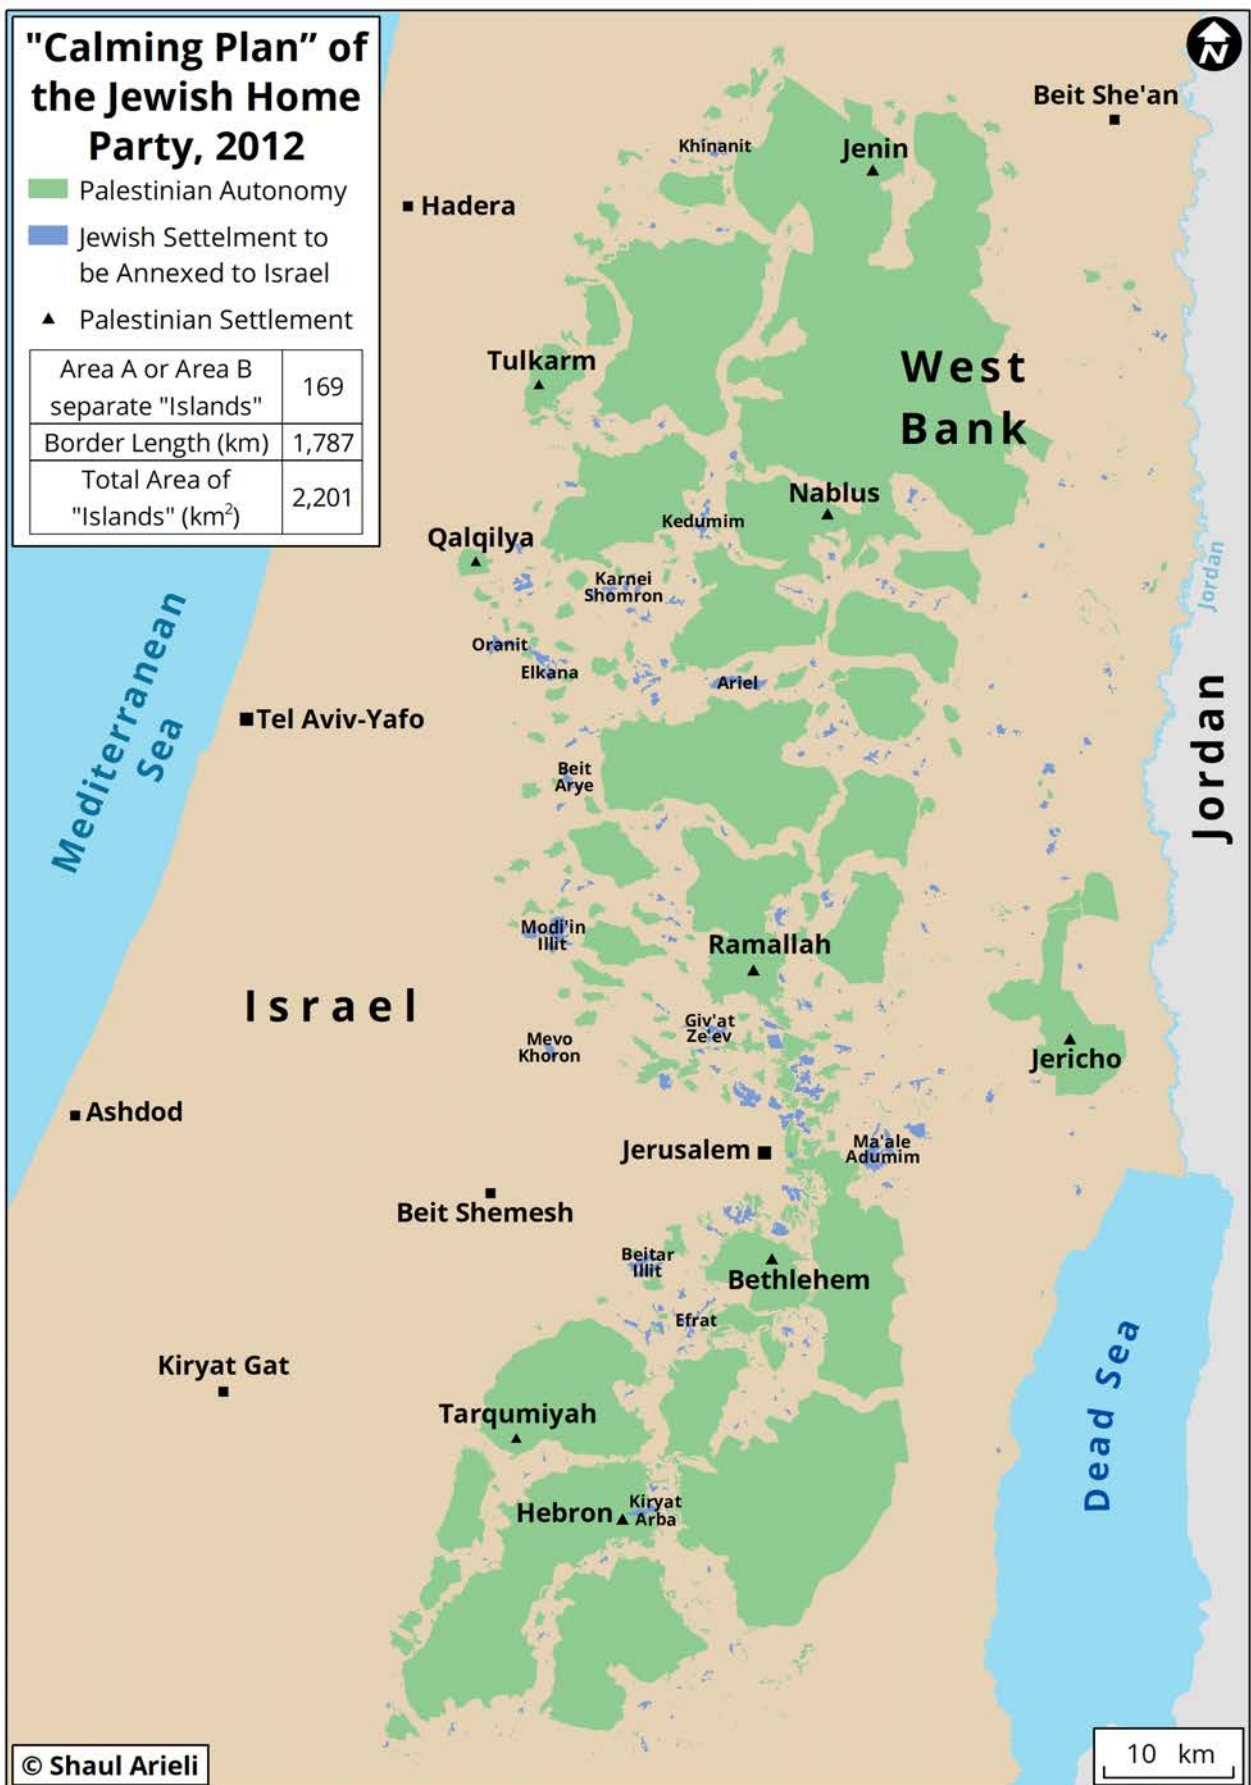 "Calming Plan” of
the Jewish Home
Party, 2012
Palestinian Autonomy
Jewish Settelment to
be Annexed to Israel
Palestinian Settlement
Area A or Area B
separate "Islands"
169
Border Length (km)
1,787
Total Area of
"Islands" (km²)
2,201
N
Beit She'an
Khinanit
Jenin
Hadera
Tulkarm
West
Bank
Nablus
Kedumim
Qalqilya
Karnei
Shomron
Jordan
Oranit
Elkana
Ariel
Mediterranean
Sea
Tel Aviv-Yafo
Jordan
Beit
Arye
Modi'in
Illit
Ramallah
Israel
Giv'at
Ze'ev
Mevo
Khoron
Jericho
Ashdod
Jerusalem
Ma'ale
Adumim
Beit Shemesh
Beitar
Illit
Bethlehem
Efrat
Kiryat Gat
Dead Sea
Tarqumiyah
Hebron
Kiryat
Arba
© Shaul Arieli
10 km